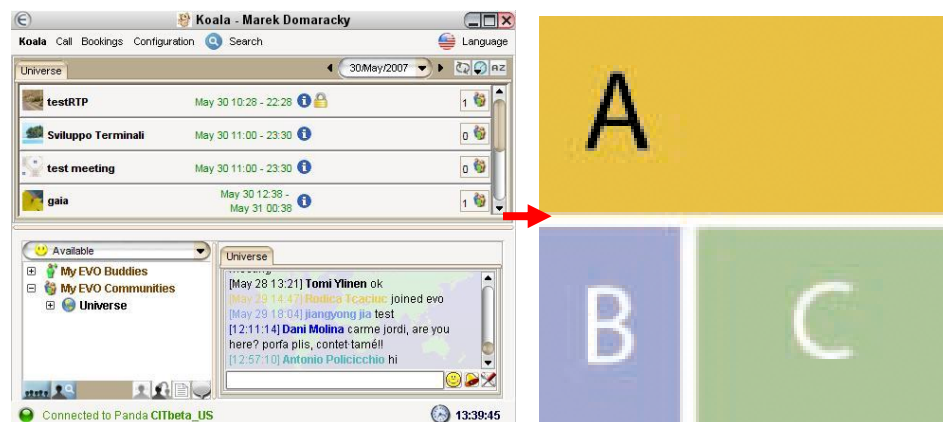 Koala - Marek Domaracky
Koala Call Bookings Configuration Search Language
Universe 30/May/2007 AZ
testRTP May 30 10:28 - 22:28 1
Sviluppo Terminali May 30 11:00 - 23:30 0
test meeting May 30 11:00 - 23:30 0
gaia May 30 12:38 -
May 31 00:38 1
Available
My EVO Buddies
My EVO Communities
Universe
Universe
[May 28 13:21] Tomi Ylinen ok
[May 29 14:47] Rodica Tcaciuc joined evo
[May 29 18:04] jiangyong jia test
[12:11:14] Dani Molina carme jordi, are you
here? porfa plis, contet tamé!!
[12:57:10] Antonio Policicchio hi
Connected to Panda CITbeta_US 13:39:45
A
B C